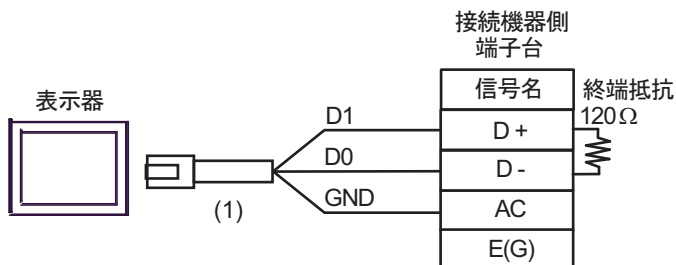 接続機器側
端子台
信号名
終端抵抗
120Ω
表示器
D1
D +
D0
D -
GND
AC
(1)
E(G)